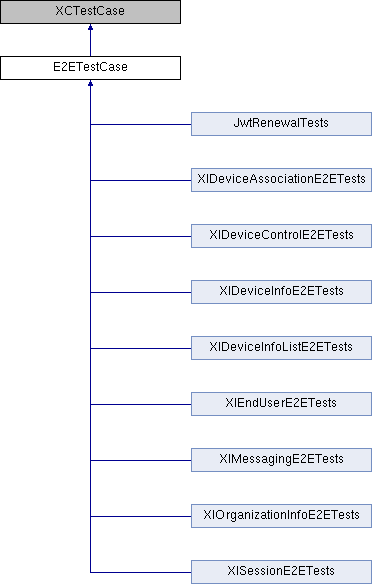 XCTestCase
E2ETestCase
JwtRenewalTests
XIDeviceAssociationE2ETests
XIDeviceControlE2ETests
XIDeviceInfoE2ETests
XIDeviceInfoListE2ETests
XIEndUserE2ETests
XIMessagingE2ETests
XIOrganizationInfoE2ETests
XISessionE2ETests